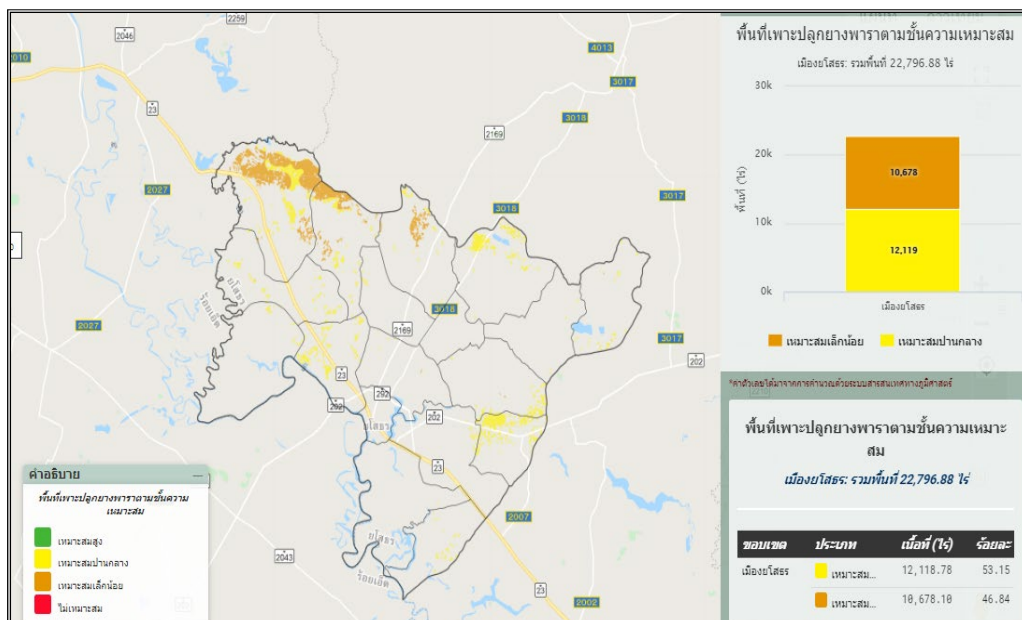 2259
2046
4013
3017
23
2169
3018
2027
3018
ยโสธร
ร้อยเอ็ด
2027
3018
2169
3017
202
23
292
202
292
ยโสธร
23
23
2007
ยโสธร
ร้อยเอ็ด
2043
23
2002
คำอธิบาย
พื้นที่เพาะปลูกยางพาราตามชั้นความ
เหมาะสม
เหมาะสมสูง
เหมาะสมปานกลาง
เหมาะสมเล็กน้อย
ไม่เหมาะสม
พื้นที่เพาะปลูกยางพาราตามชั้นความเหมาะสม
เมืองยโสธร: รวมพื้นที่ 22,796.88 ไร่
30k
20k
10k
0k
พื้นที่ (ไร่)
10,678
12,119
เมืองยโสธร
เหมาะสมเล็กน้อย เหมาะสมปานกลาง
*ค่าตัวเลขได้มาจากการคำนวณด้วยระบบสารสนเทศทางภูมิศาสตร์
พื้นที่เพาะปลูกยางพาราตามชั้นความเหมาะ
สม
เมืองยโสธร: รวมพื้นที่ 22,796.88 ไร่
ขอบเขต ประเภท เนื้อที่ (ไร่) ร้อยละ
เมืองยโสธร เหมาะสม... 12,118.78 53.15
เหมาะสม... 10,678.10 46.84